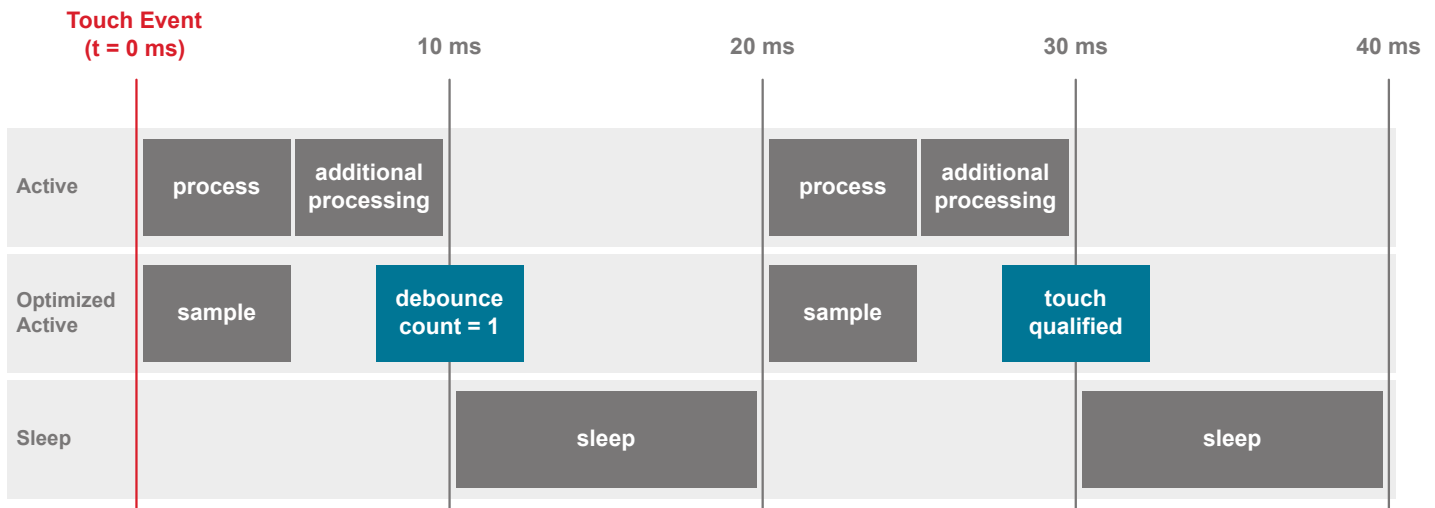 Touch Event
(t = 0 ms)
10 ms
20 ms
30 ms
40 ms
Active
process
additional
processing
process
additional
processing
Optimized
Active
sample
debounce
count = 1
sample
touch
qualified
Sleep
sleep
sleep